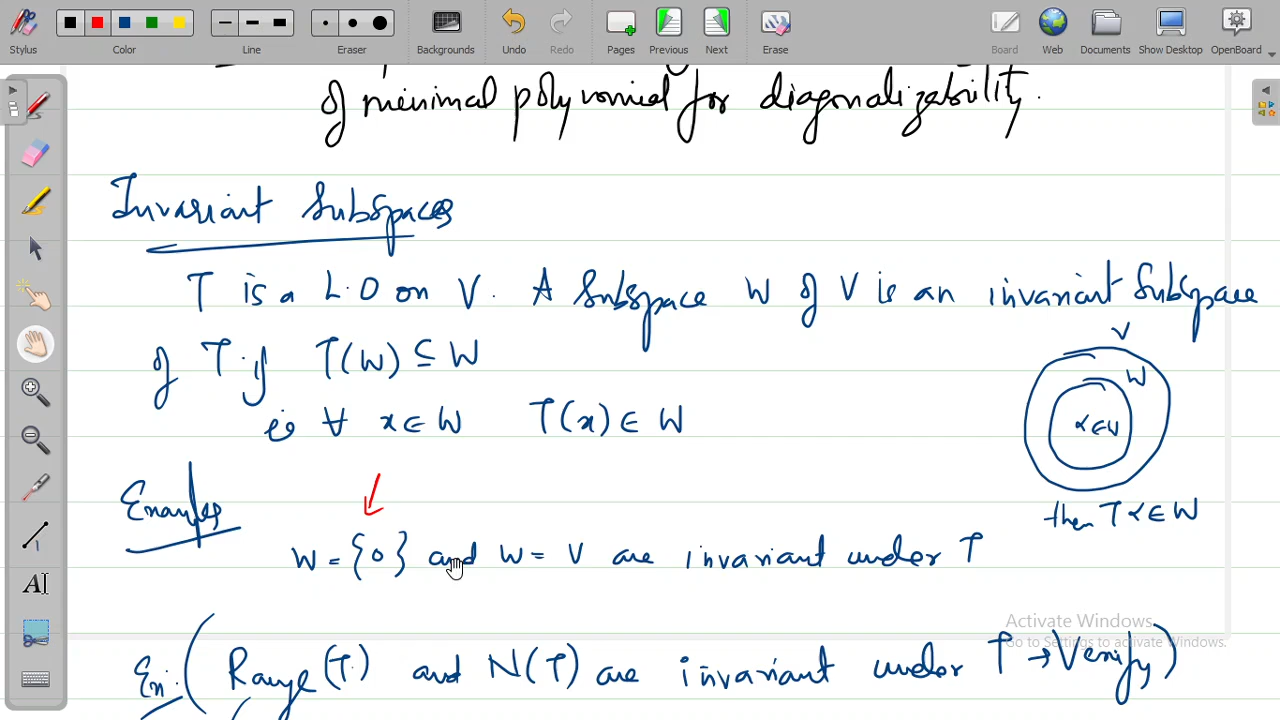 Stylus Color Line Eraser Backgrounds Undo Redo Pages Previous Next Erase Board Web Documents Show Desktop OpenBoard
of minimal polynomial for diagonalizability.
Invariant Subspaces
T is a L.O on V. A Subspace W of V is an invariant Subspace
of T if T(W) ⊆ W
ie ∀ x ∈ W T(x) ∈ W
V
W
α∈W
then Tα ∈ W
Examples
W = {0} and W = V are invariant under T
Activate Windows
Go to Settings to activate Windows.
Ex: ( Range(T) and N(T) are invariant under T → Verify)